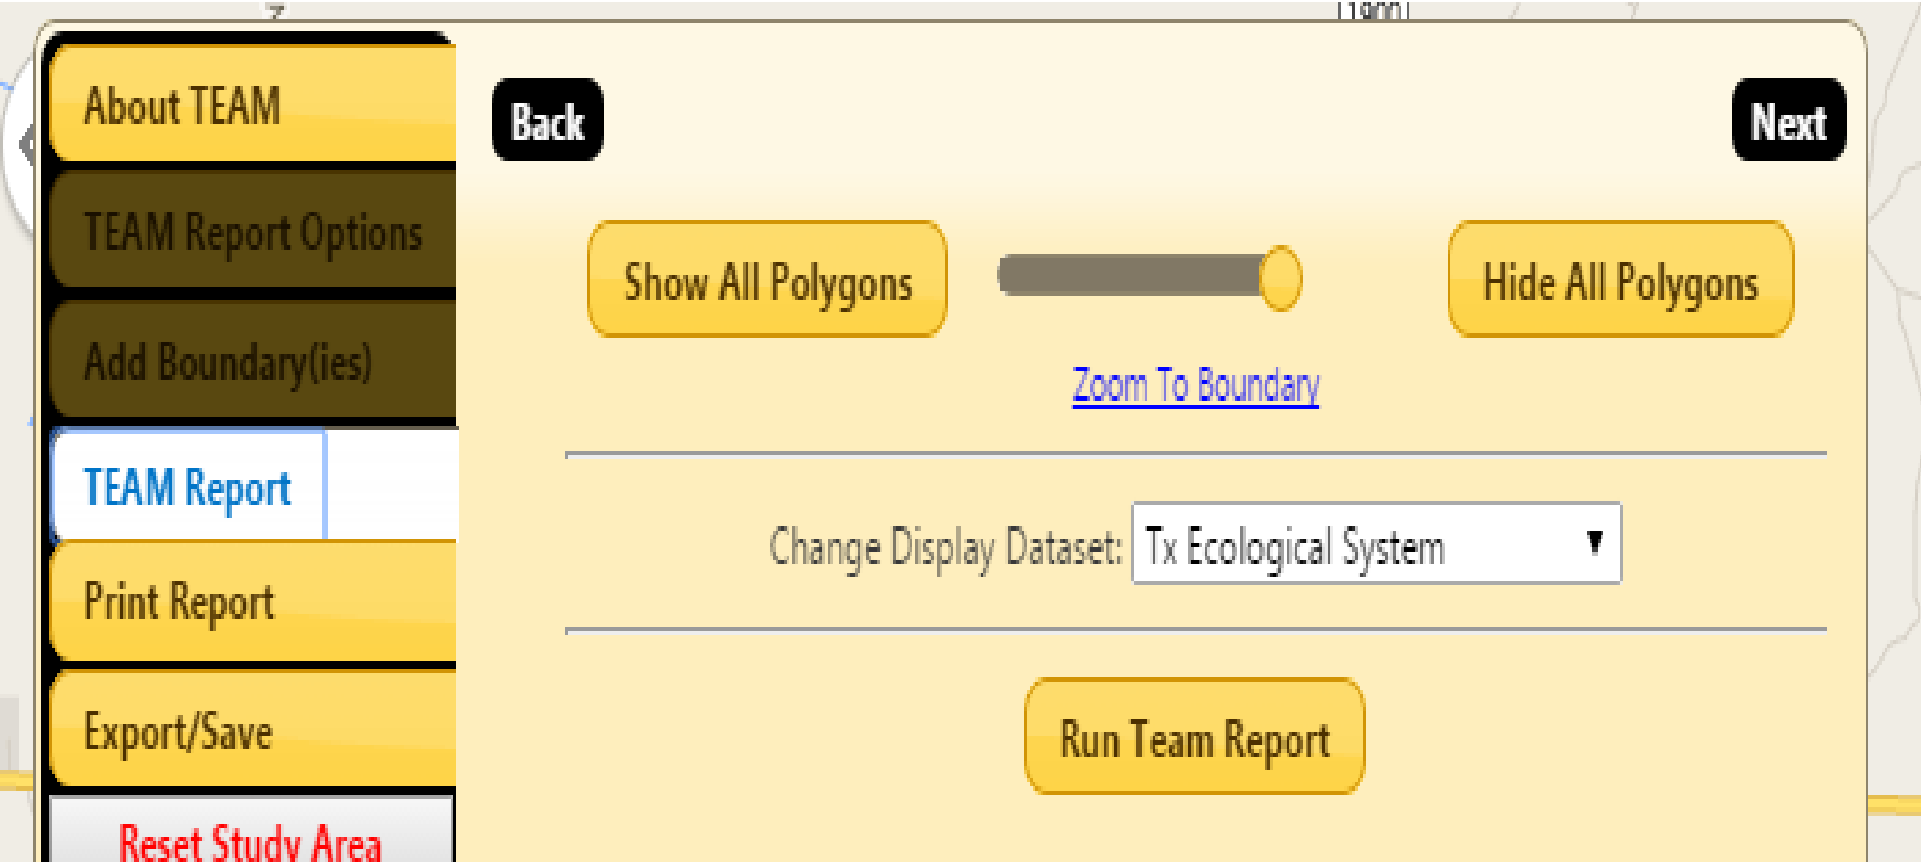 About TEAM
TEAM Report Options
Add Boundary(ies)
TEAM Report
Print Report
Export/Save
Reset Study Area
Back
Next
Show All Polygons
Hide All Polygons
Zoom To Boundary
Change Display Dataset: Tx Ecological System
Run Team Report